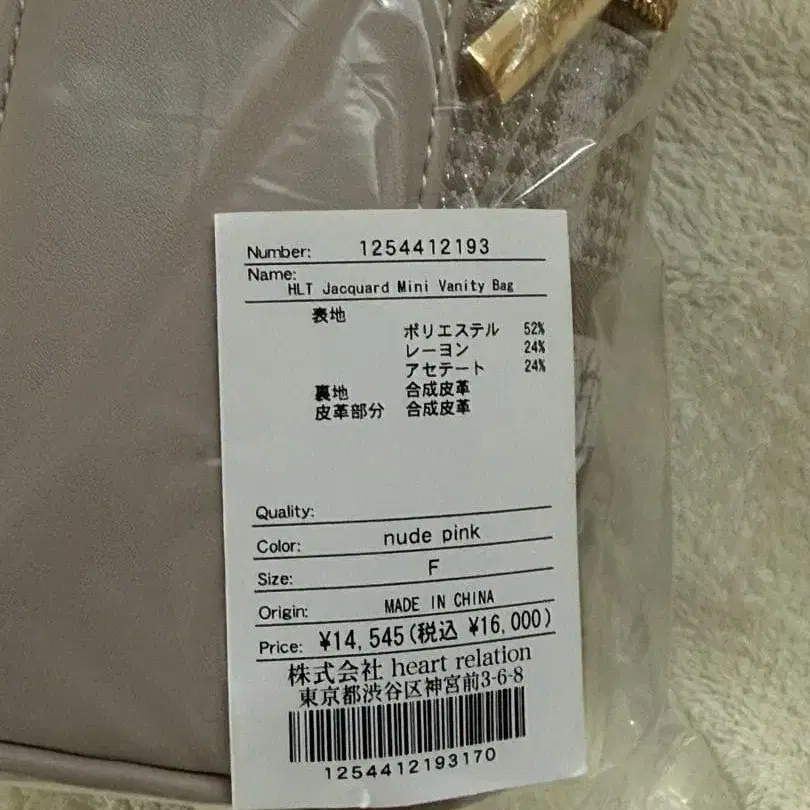 Number: 1254412193
Name:
HLT Jacquard Mini Vanity Bag
表地
ポリエステル 52%
レーヨン 24%
アセテート 24%
裏地 合成皮革
皮革部分 合成皮革
Quality:
Color: nude pink
Size: F
Origin: MADE IN CHINA
Price: ¥14,545(税込 ¥16,000)
株式会社 heart relation
東京都渋谷区神宮前3-6-8
1254412193170